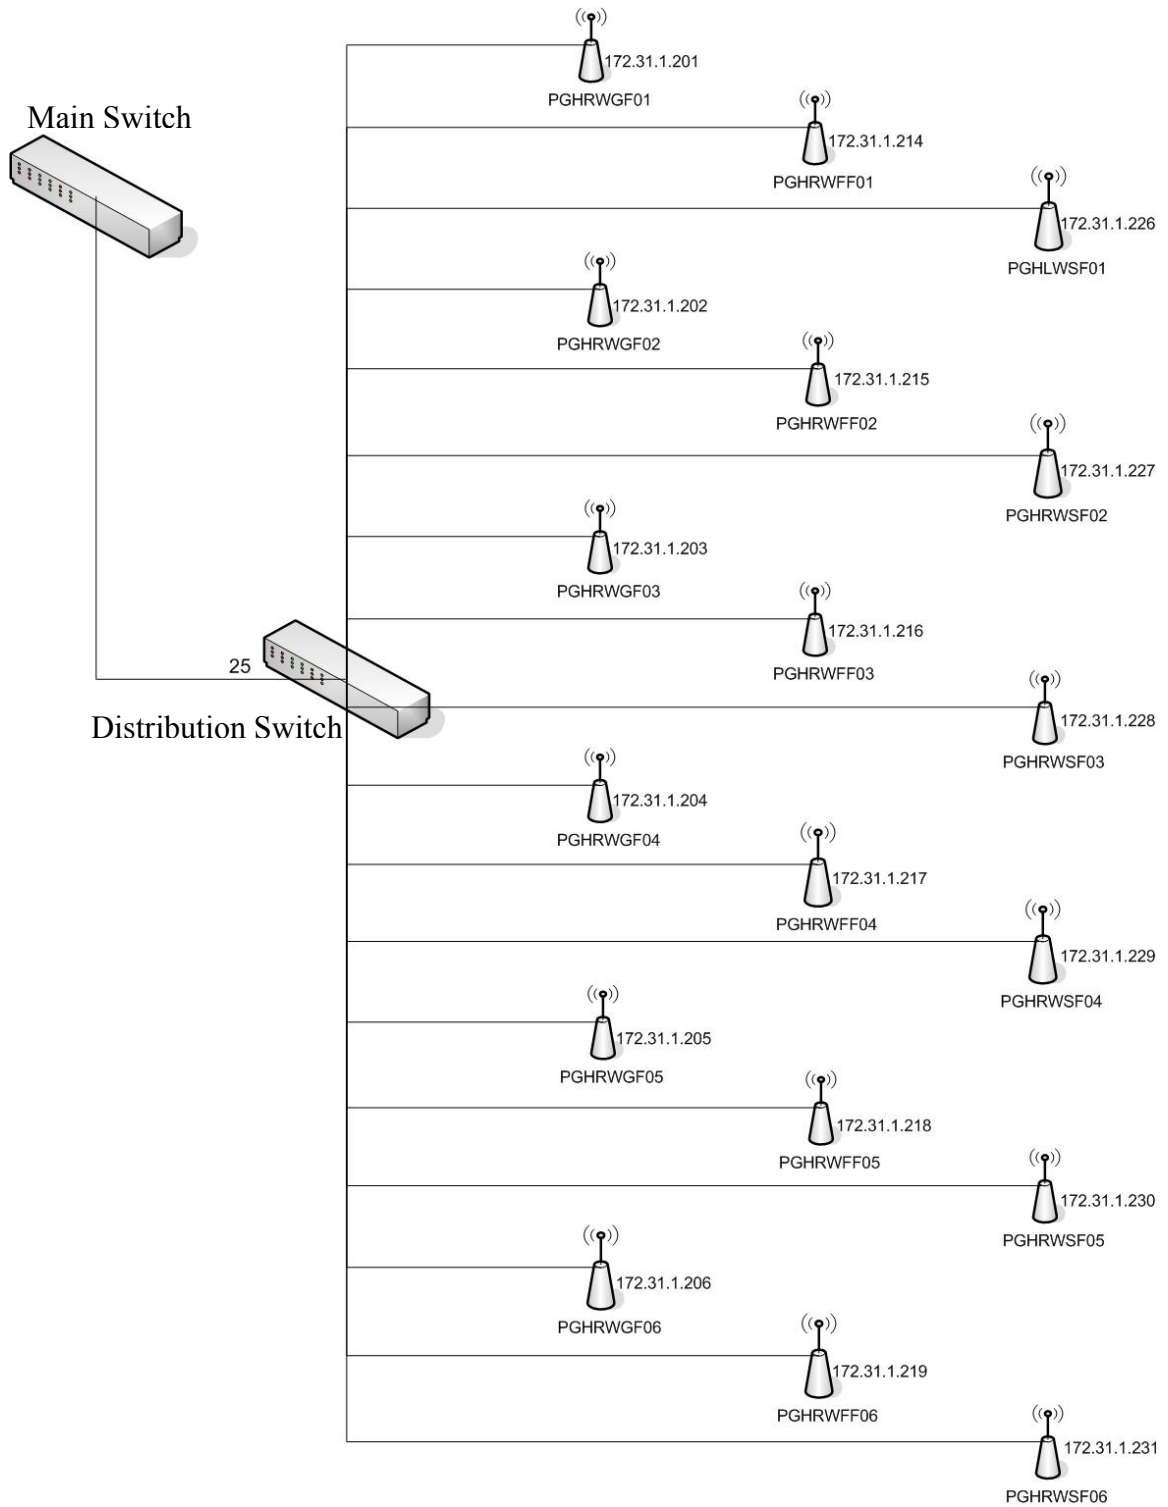 172.31.1.201
PGHRWGF01
Main Switch
172.31.1.214
PGHRWFF01
172.31.1.226
PGHLWSF01
172.31.1.202
PGHRWGF02
172.31.1.215
PGHRWFF02
172.31.1.227
PGHRWSF02
172.31.1.203
PGHRWGF03
172.31.1.216
PGHRWFF03
25
Distribution Switch
172.31.1.228
PGHRWSF03
172.31.1.204
PGHRWGF04
172.31.1.217
PGHRWFF04
172.31.1.229
PGHRWSF04
172.31.1.205
PGHRWGF05
172.31.1.218
PGHRWFF05
172.31.1.230
PGHRWSF05
172.31.1.206
PGHRWGF06
172.31.1.219
PGHRWFF06
172.31.1.231
PGHRWSF06